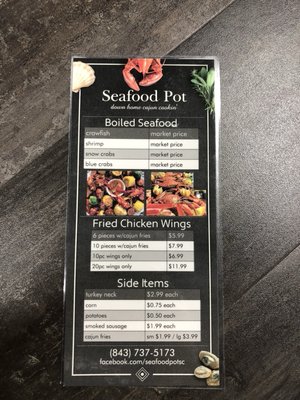 Seafood Pot
down home cajun cookin'
Boiled Seafood
crawfish market price
shrimp market price
snow crabs market price
blue crabs market price
Fried Chicken Wings
6 pieces w/cajun fries $5.99
10 pieces w/cajun fries $7.99
10pc wings only $6.99
20pc wings only $11.99
Side Items
turkey neck $2.99 each
corn $0.75 each
potatoes $0.50 each
smoked sausage $1.99 each
cajun fries sm $1.99 / lg $3.99
(843) 737-5173
facebook.com/seafoodpotsc